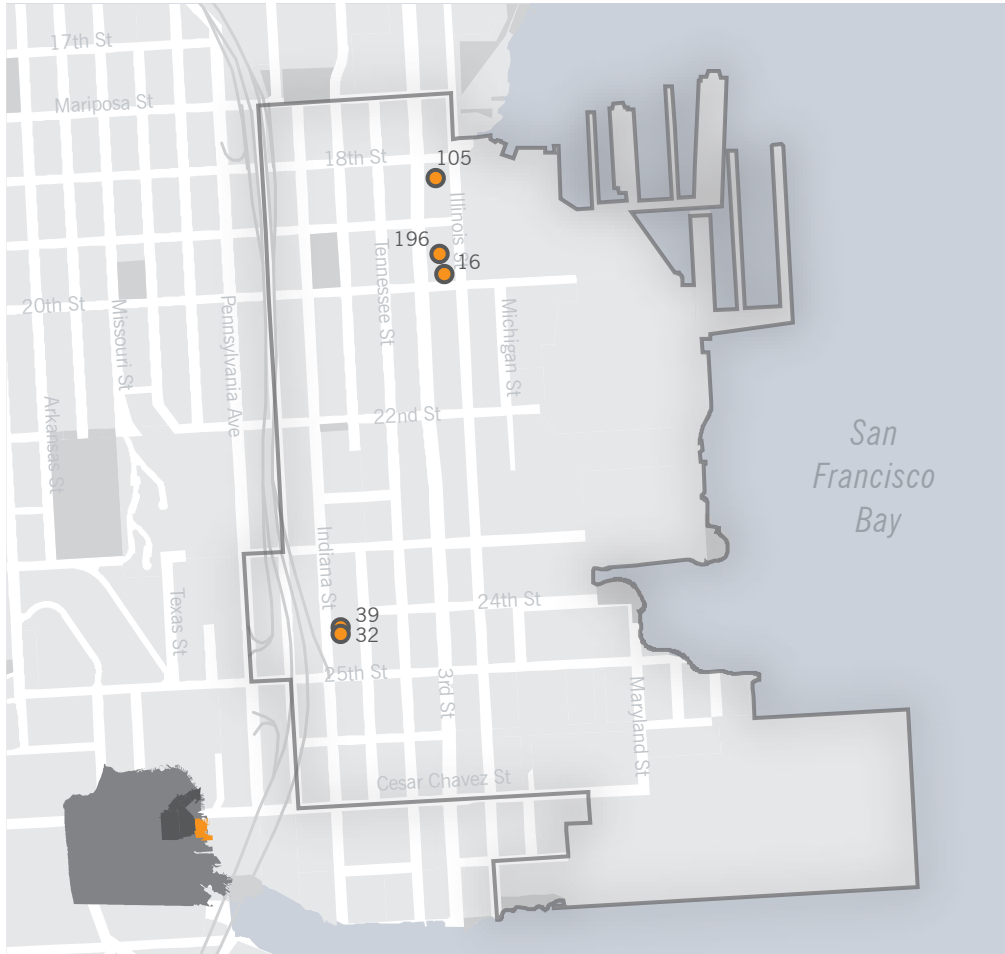 17th St
Mariposa St
18th St
105
Illinois St
196
16
Tennessee St
20th St
Missouri St
Pennsylvania Ave
Michigan St
Arkansas St
22nd St
San
Francisco
Bay
Indiana St
Texas St
24th St
39
32
25th St
3rd St
Maryland St
Cesar Chavez St